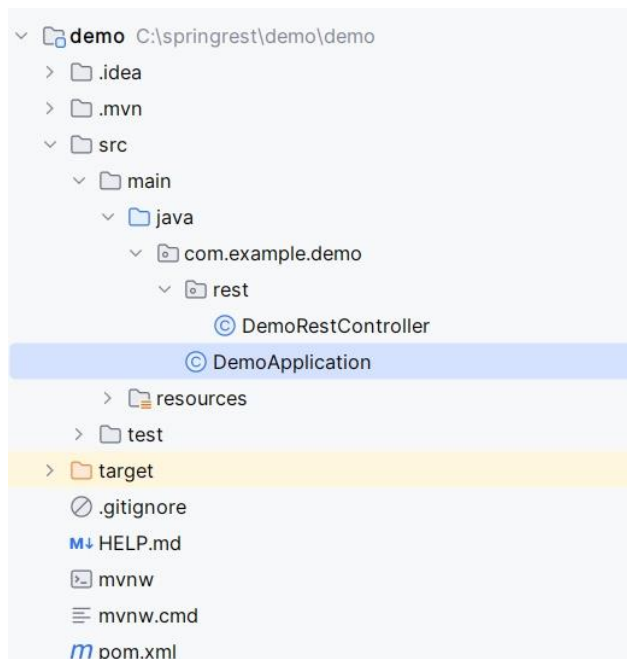 demo C:\springrest\demo\demo
.idea
.mvn
src
main
java
com.example.demo
rest
DemoRestController
DemoApplication
resources
test
target
.gitignore
HELP.md
mvnw
mvnw.cmd
pom.xml